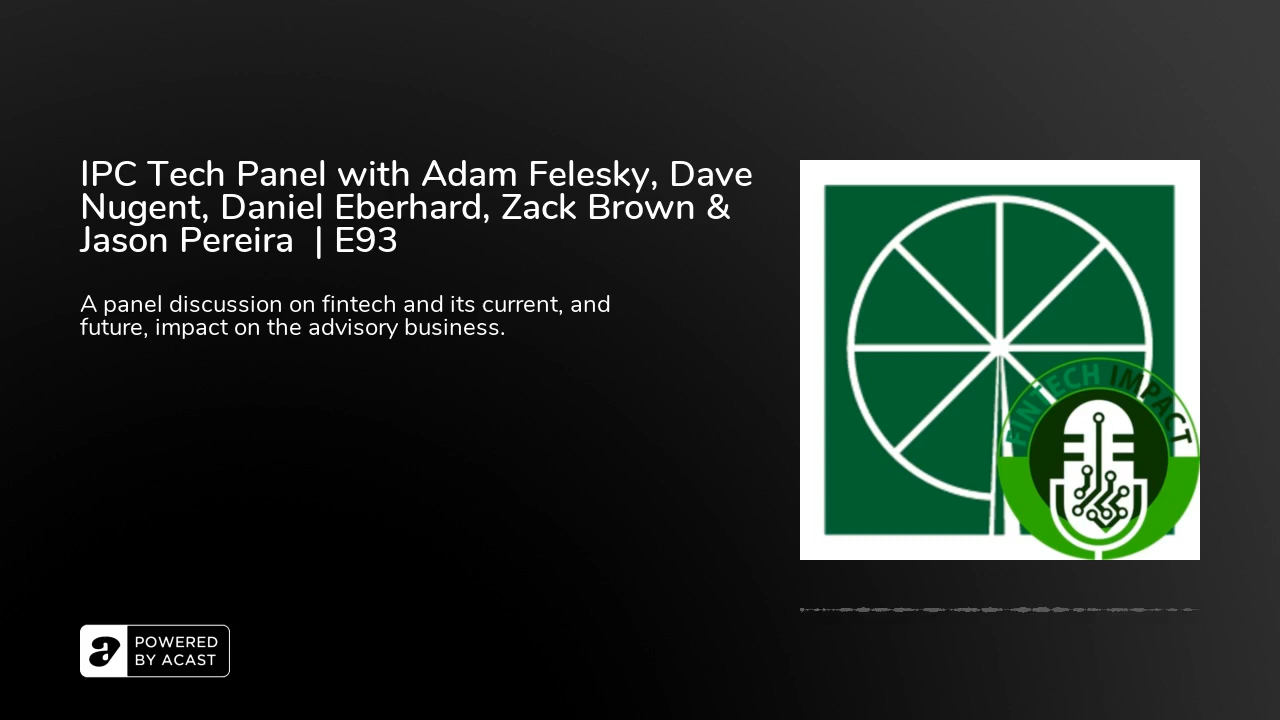 IPC Tech Panel with Adam Felesky, Dave
Nugent, Daniel Eberhard, Zack Brown &
Jason Pereira | E93
A panel discussion on fintech and its current, and
future, impact on the advisory business.
FINTECH IMPACT
a POWERED
BY ACAST